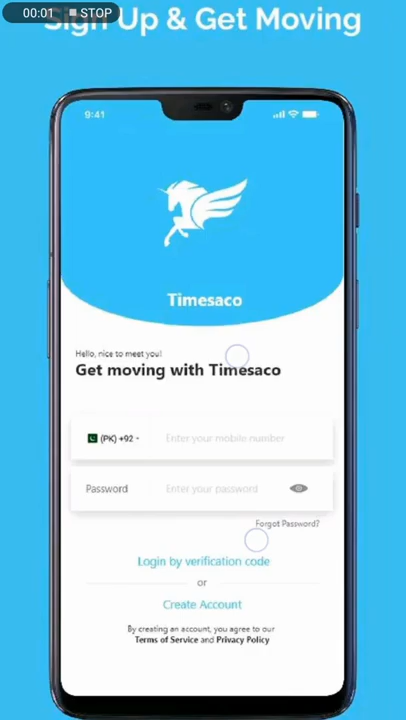 Sign Up & Get Moving
00:01 STOP
9:41
Timesaco
Hello, nice to meet you!
Get moving with Timesaco
(PK) +92
Enter your mobile number
Password
Enter your password
Forgot Password?
Login by verification code
or
Create Account
By creating an account, you agree to our
Terms of Service and Privacy Policy